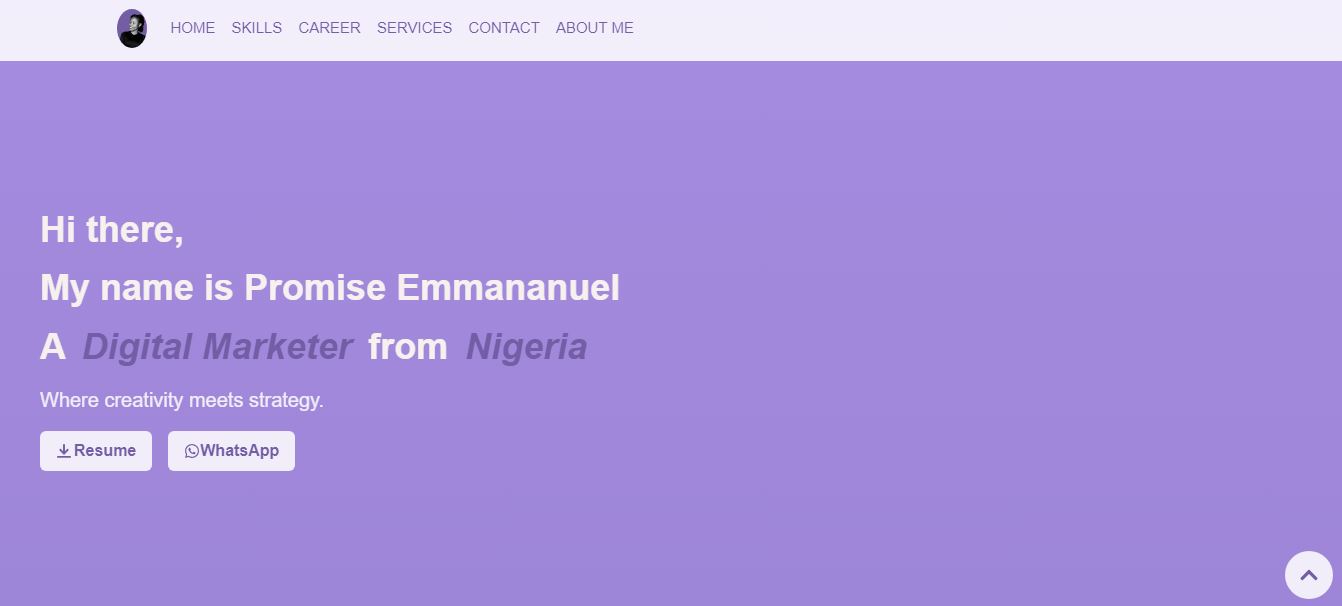 HOME SKILLS CAREER SERVICES CONTACT ABOUT ME
Hi there,
My name is Promise Emmananuel
A Digital Marketer from Nigeria
Where creativity meets strategy.
Resume WhatsApp